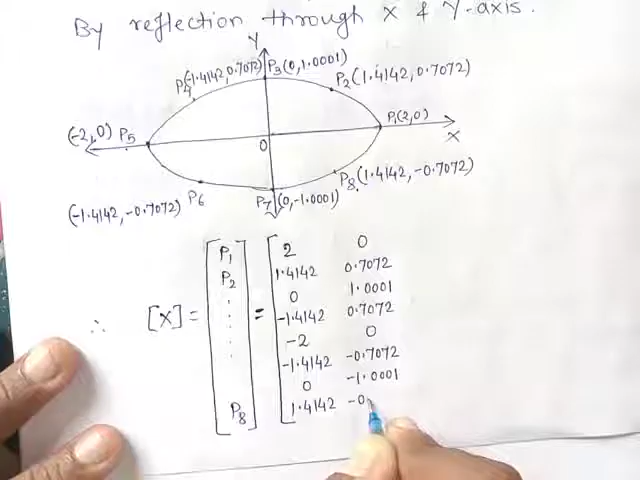 By reflection through X & Y-axis.
Y
P4(-1.4142,0.7072) P3(0,1.0001)
P2(1.4142,0.7072)
(-2,0) P5 P1(2,0)
0 X
P8(1.4142,-0.7072)
P6
(-1.4142,-0.7072) P7(0,-1.0001)
P1 2 0
P2 1.4142 0.7072
0 1.0001
∴ [X] = = -1.4142 0.7072
-2 0
-1.4142 -0.7072
0 -1.0001
P8 1.4142 -0.